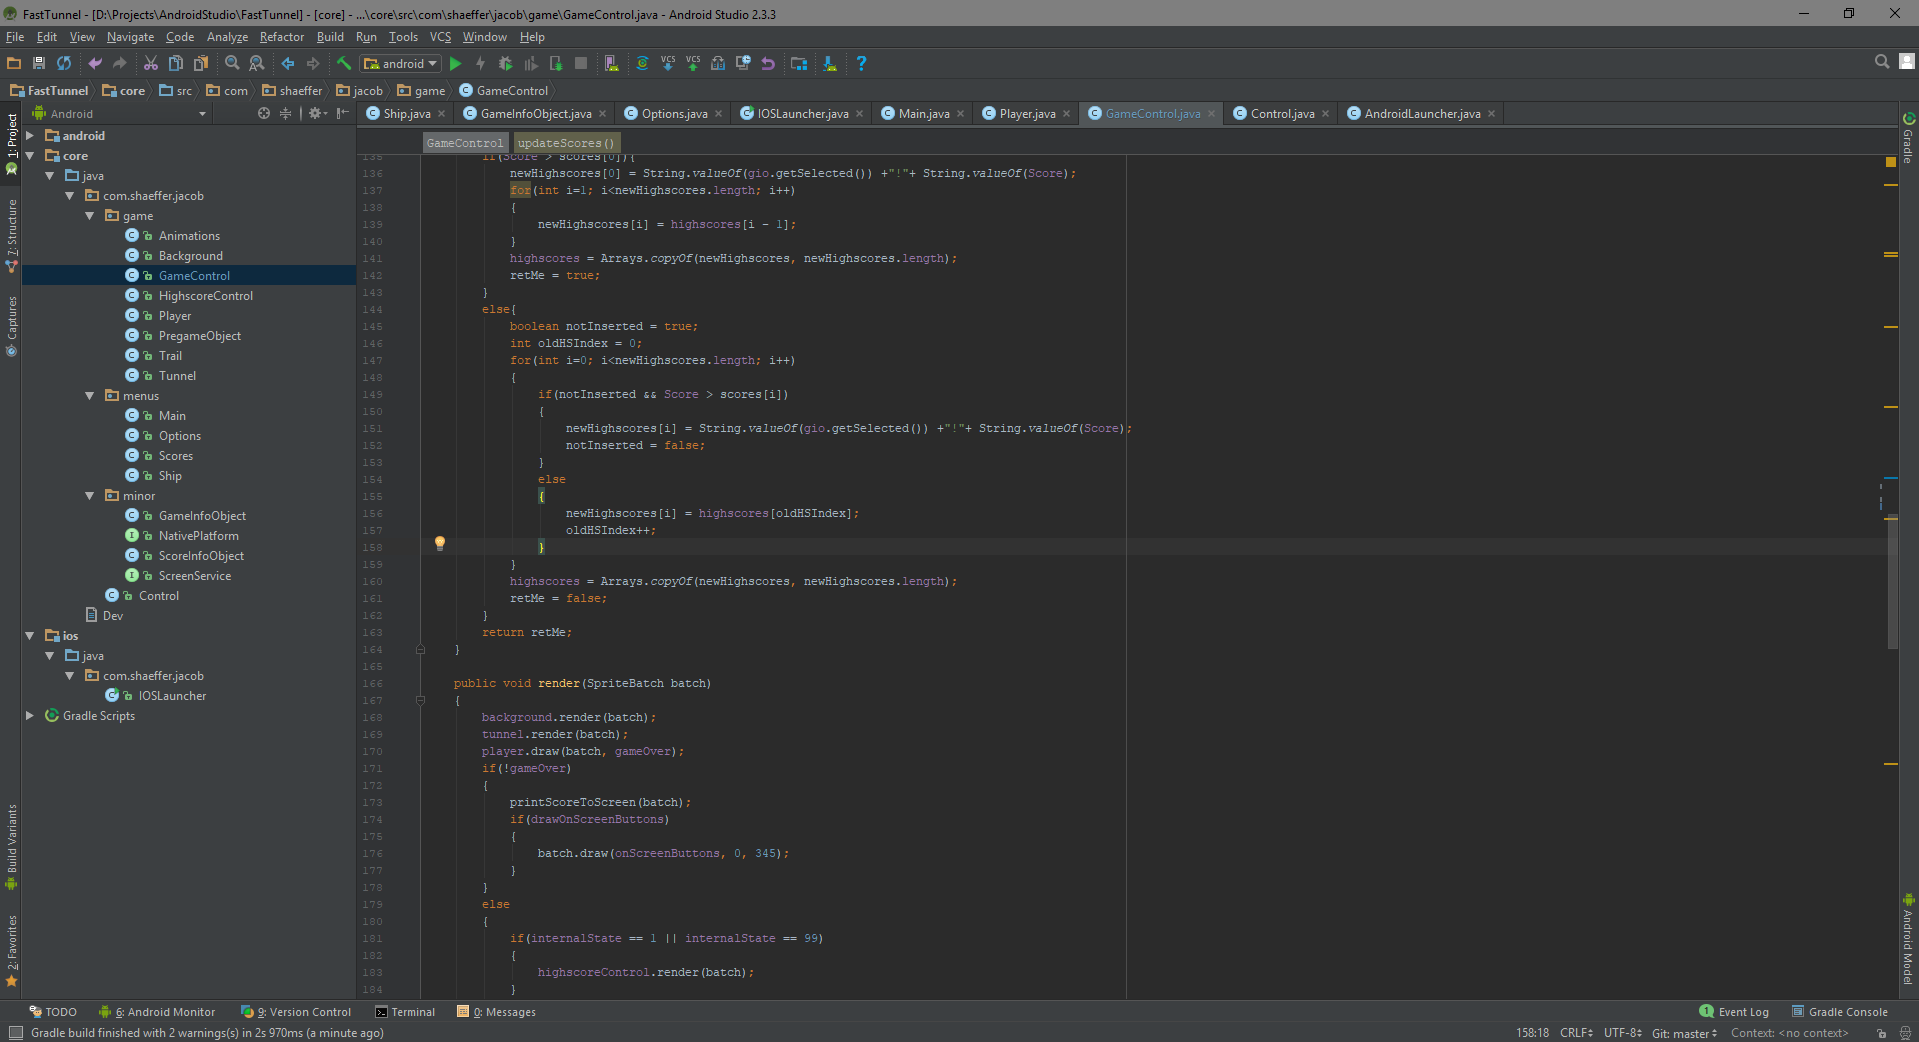 FastTunnel - [D:\Projects\AndroidStudio\FastTunnel] - [core] - ...\core\src\com\shaeffer\jacob\game\GameControl.java - Android Studio 2.3.3
File Edit View Navigate Code Analyze Refactor Build Run Tools VCS Window Help
android VCS VCS ?
FastTunnel core src com shaeffer jacob game GameControl
Android
Ship.java GameInfoObject.java Options.java IOSLauncher.java Main.java Player.java GameControl.java Control.java AndroidLauncher.java
1: Project
7: Structure
Captures
Build Variants
2: Favorites
android
core
java
com.shaeffer.jacob
game
Animations
Background
GameControl
HighscoreControl
Player
PregameObject
Trail
Tunnel
menus
Main
Options
Scores
Ship
minor
GameInfoObject
NativePlatform
ScoreInfoObject
ScreenService
Control
Dev
ios
java
com.shaeffer.jacob
IOSLauncher
Gradle Scripts
GameControl updateScores()
135 if(Score > scores[0]){
136 newHighscores[0] = String.valueOf(gio.getSelected()) +"!"+ String.valueOf(Score);
137 for(int i=1; i<newHighscores.length; i++)
138 {
139 newHighscores[i] = highscores[i - 1];
140 }
141 highscores = Arrays.copyOf(newHighscores, newHighscores.length);
142 retMe = true;
143 }
144 else{
145 boolean notInserted = true;
146 int oldHSIndex = 0;
147 for(int i=0; i<newHighscores.length; i++)
148 {
149 if(notInserted && Score > scores[i])
150 {
151 newHighscores[i] = String.valueOf(gio.getSelected()) +"!"+ String.valueOf(Score);
152 notInserted = false;
153 }
154 else
155 {
156 newHighscores[i] = highscores[oldHSIndex];
157 oldHSIndex++;
158 }
159 }
160 highscores = Arrays.copyOf(newHighscores, newHighscores.length);
161 retMe = false;
162 }
163 return retMe;
164 }
165
166 public void render(SpriteBatch batch)
167 {
168 background.render(batch);
169 tunnel.render(batch);
170 player.draw(batch, gameOver);
171 if(!gameOver)
172 {
173 printScoreToScreen(batch);
174 if(drawOnScreenButtons)
175 {
176 batch.draw(onScreenButtons, 0, 345);
177 }
178 }
179 else
180 {
181 if(internalState == 1 || internalState == 99)
182 {
183 highscoreControl.render(batch);
184 }
Gradle
Android Model
TODO 6: Android Monitor 9: Version Control Terminal 0: Messages 1 Event Log Gradle Console
Gradle build finished with 2 warnings(s) in 2s 970ms (a minute ago) 158:18 CRLF UTF-8 Git: master Context: <no context>